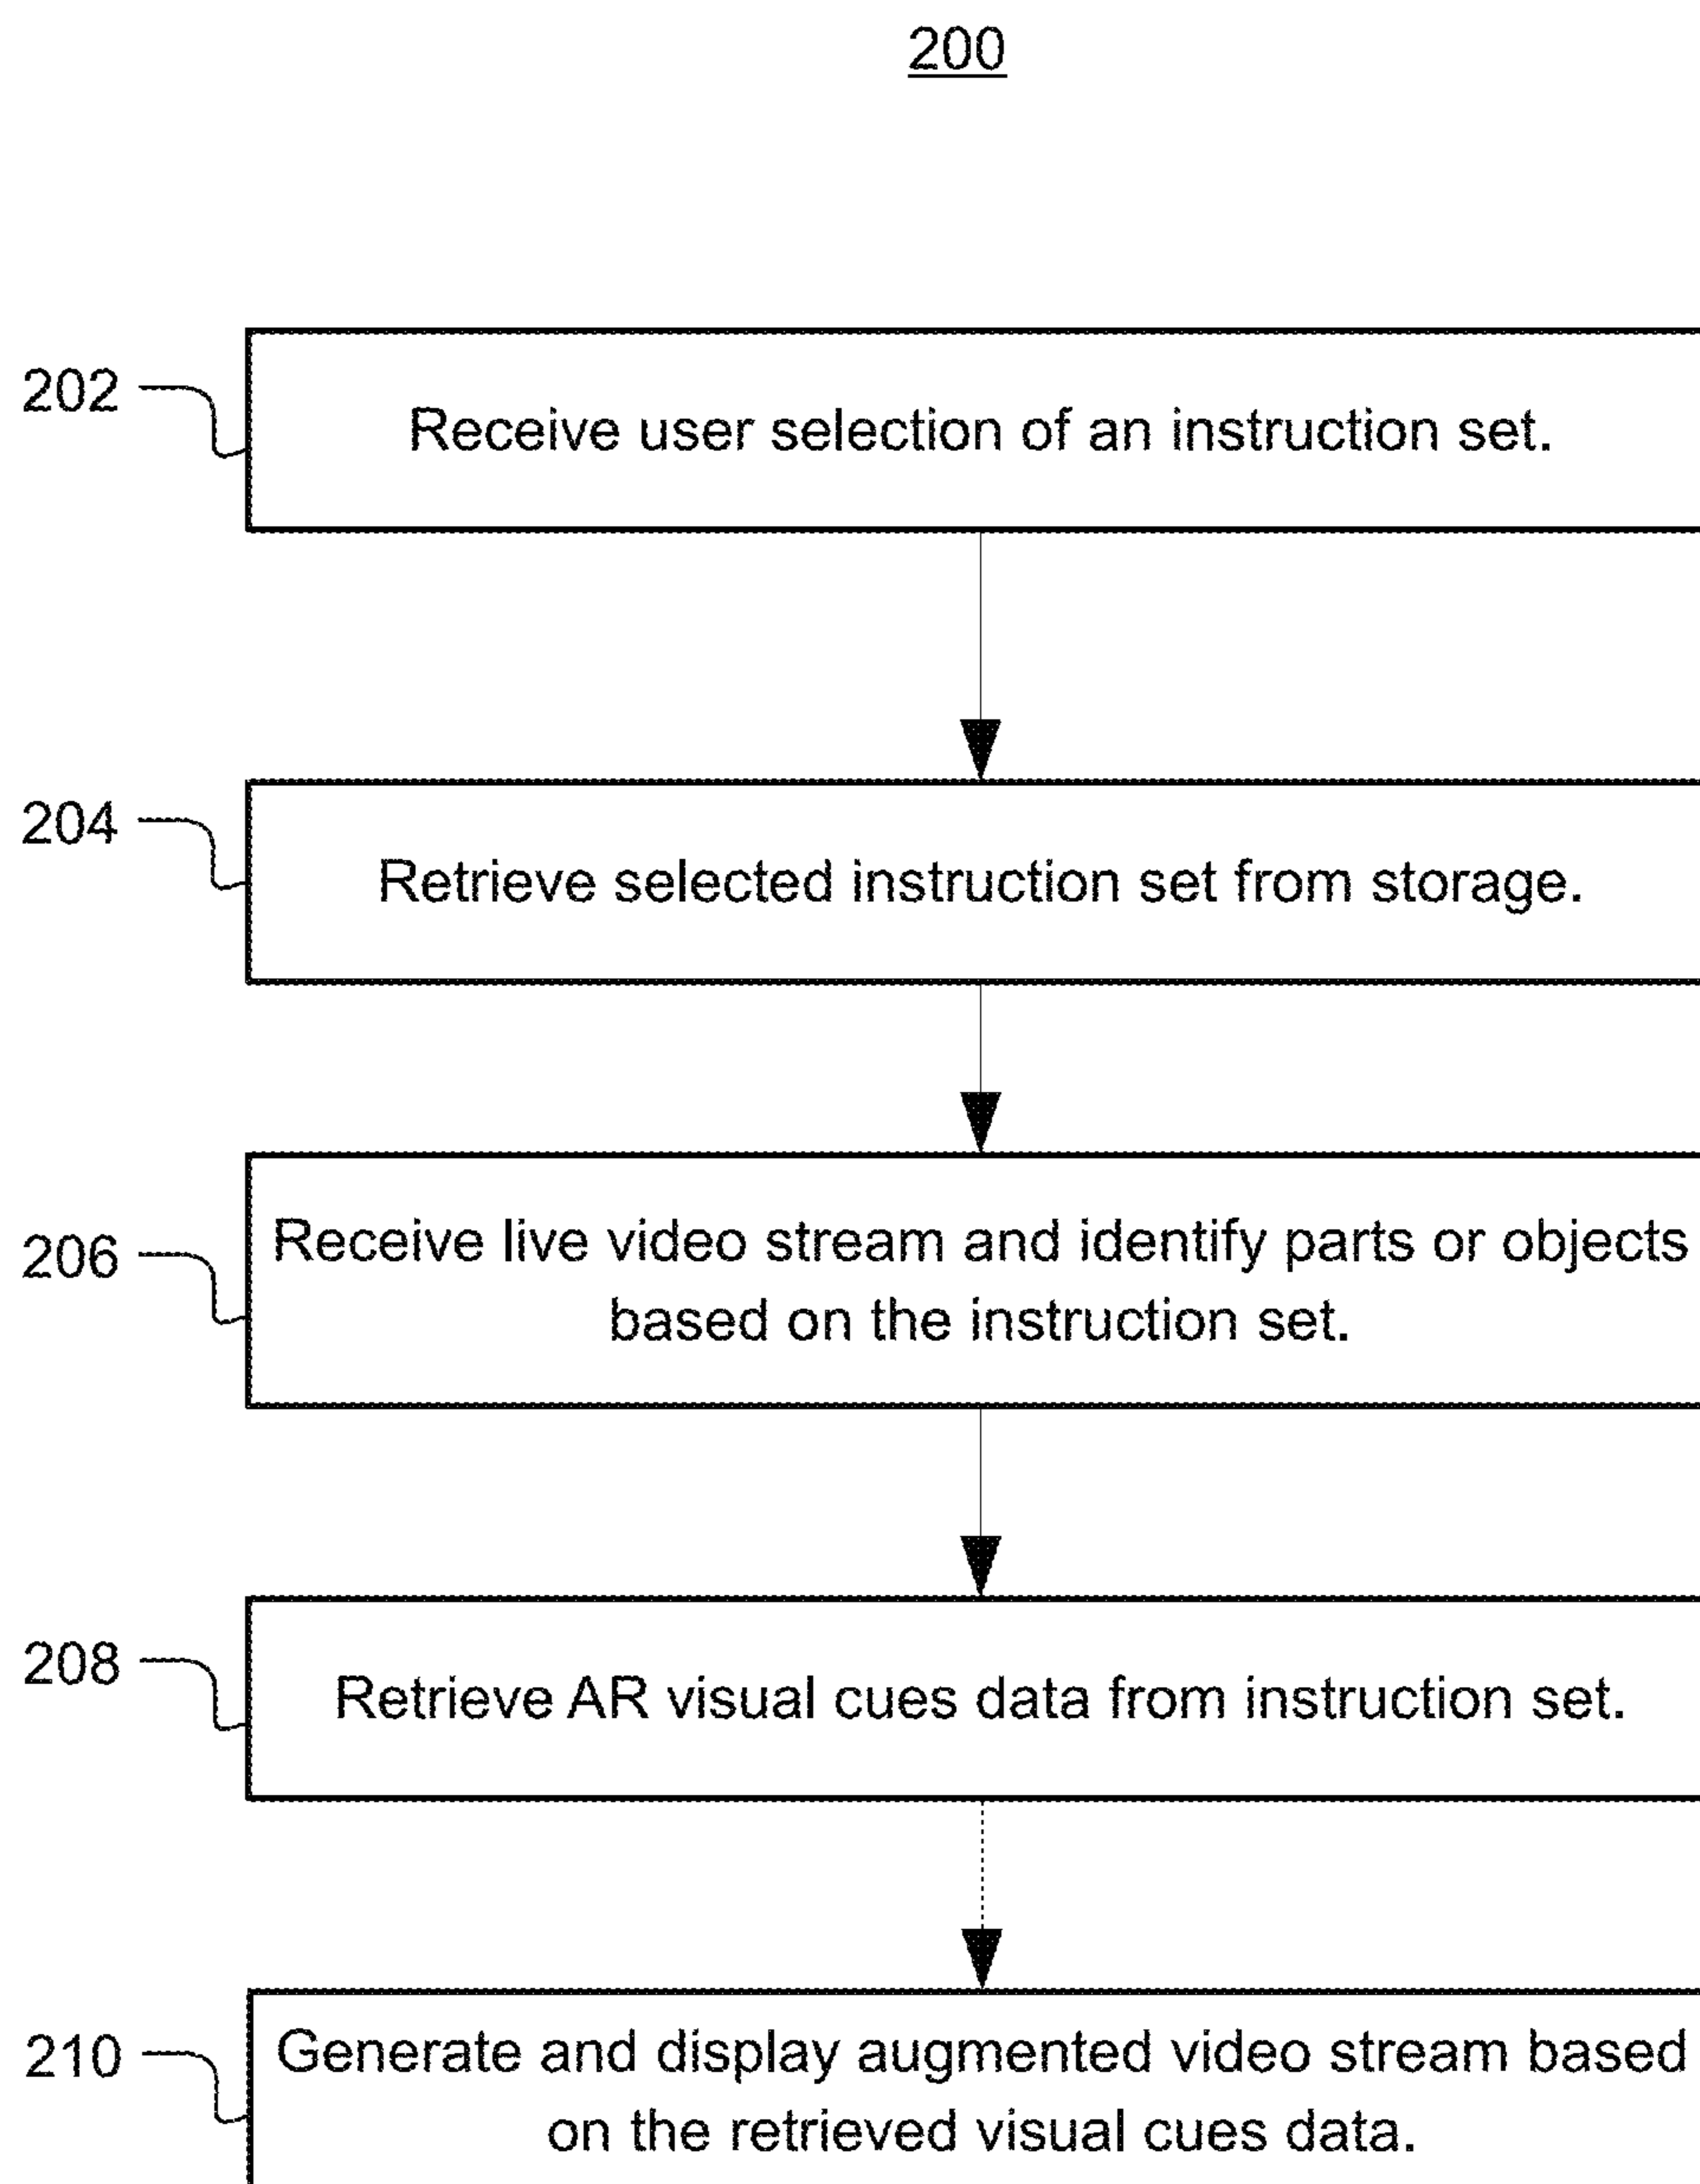 200
202
Receive user selection of an instruction set.
204
Retrieve selected instruction set from storage.
206
Receive live video stream and identify parts or objects
based on the instruction set.
208
Retrieve AR visual cues data from instruction set.
210
Generate and display augmented video stream based
on the retrieved visual cues data.